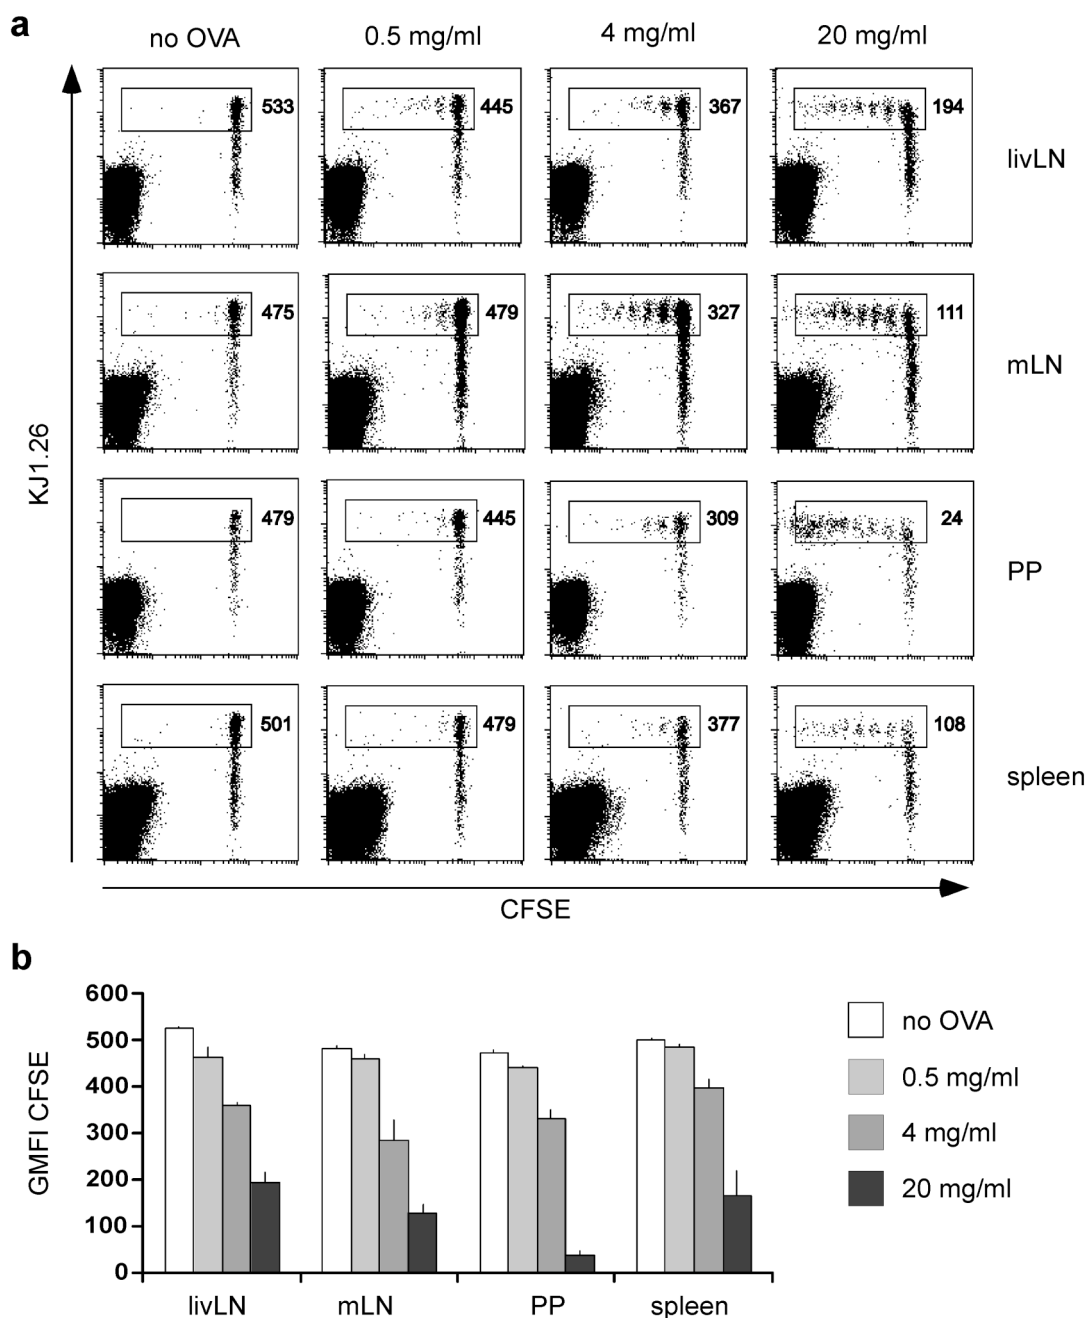 a
no OVA 0.5 mg/ml 4 mg/ml 20 mg/ml
533 445 367 194 livLN
475 479 327 111 mLN
479 445 309 24 PP
501 479 377 108 spleen
KJ1.26
CFSE
b
GMFI CFSE
600
500
400
300
200
100
0
livLN mLN PP spleen
no OVA
0.5 mg/ml
4 mg/ml
20 mg/ml